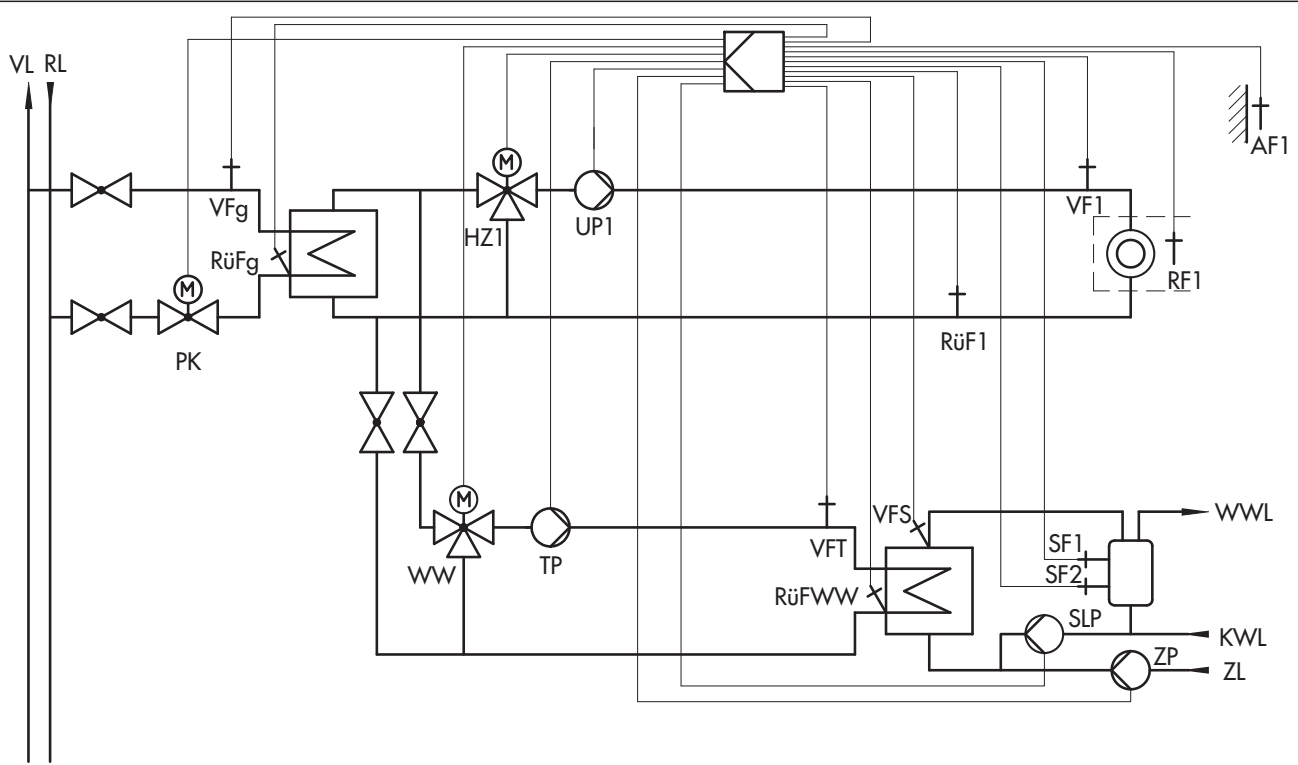 VL RL
AF1
M
VFg
HZ1
UP1
VF1
RüFg
M
RF1
PK
RüF1
M
WW
TP
VFT
VFS
WWL
SF1
SF2
RüFWW
SLP
KWL
ZP
ZL